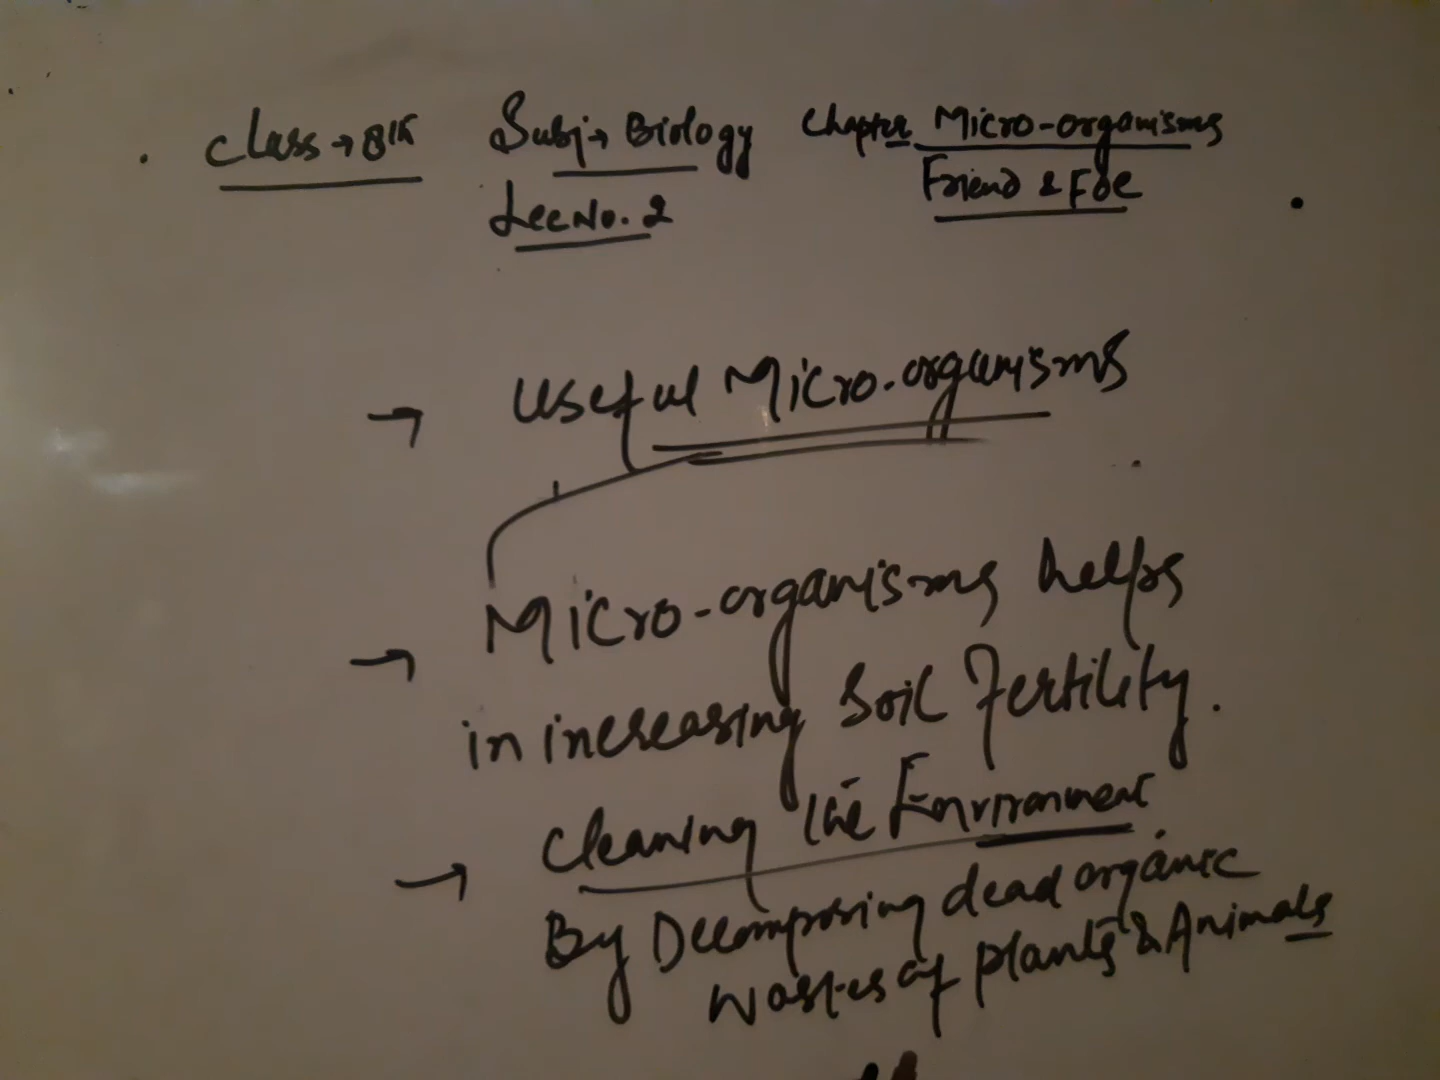 Class → 8th Subj → Biology Chapter Micro-organisms
Lec No. 2 Friend & Foe
→ Useful Micro-organisms
→ Micro-organisms helps
in increasing Soil Fertility.
→ Cleaning the Environment
By Decomposing dead organic
wastes of plants & Animals